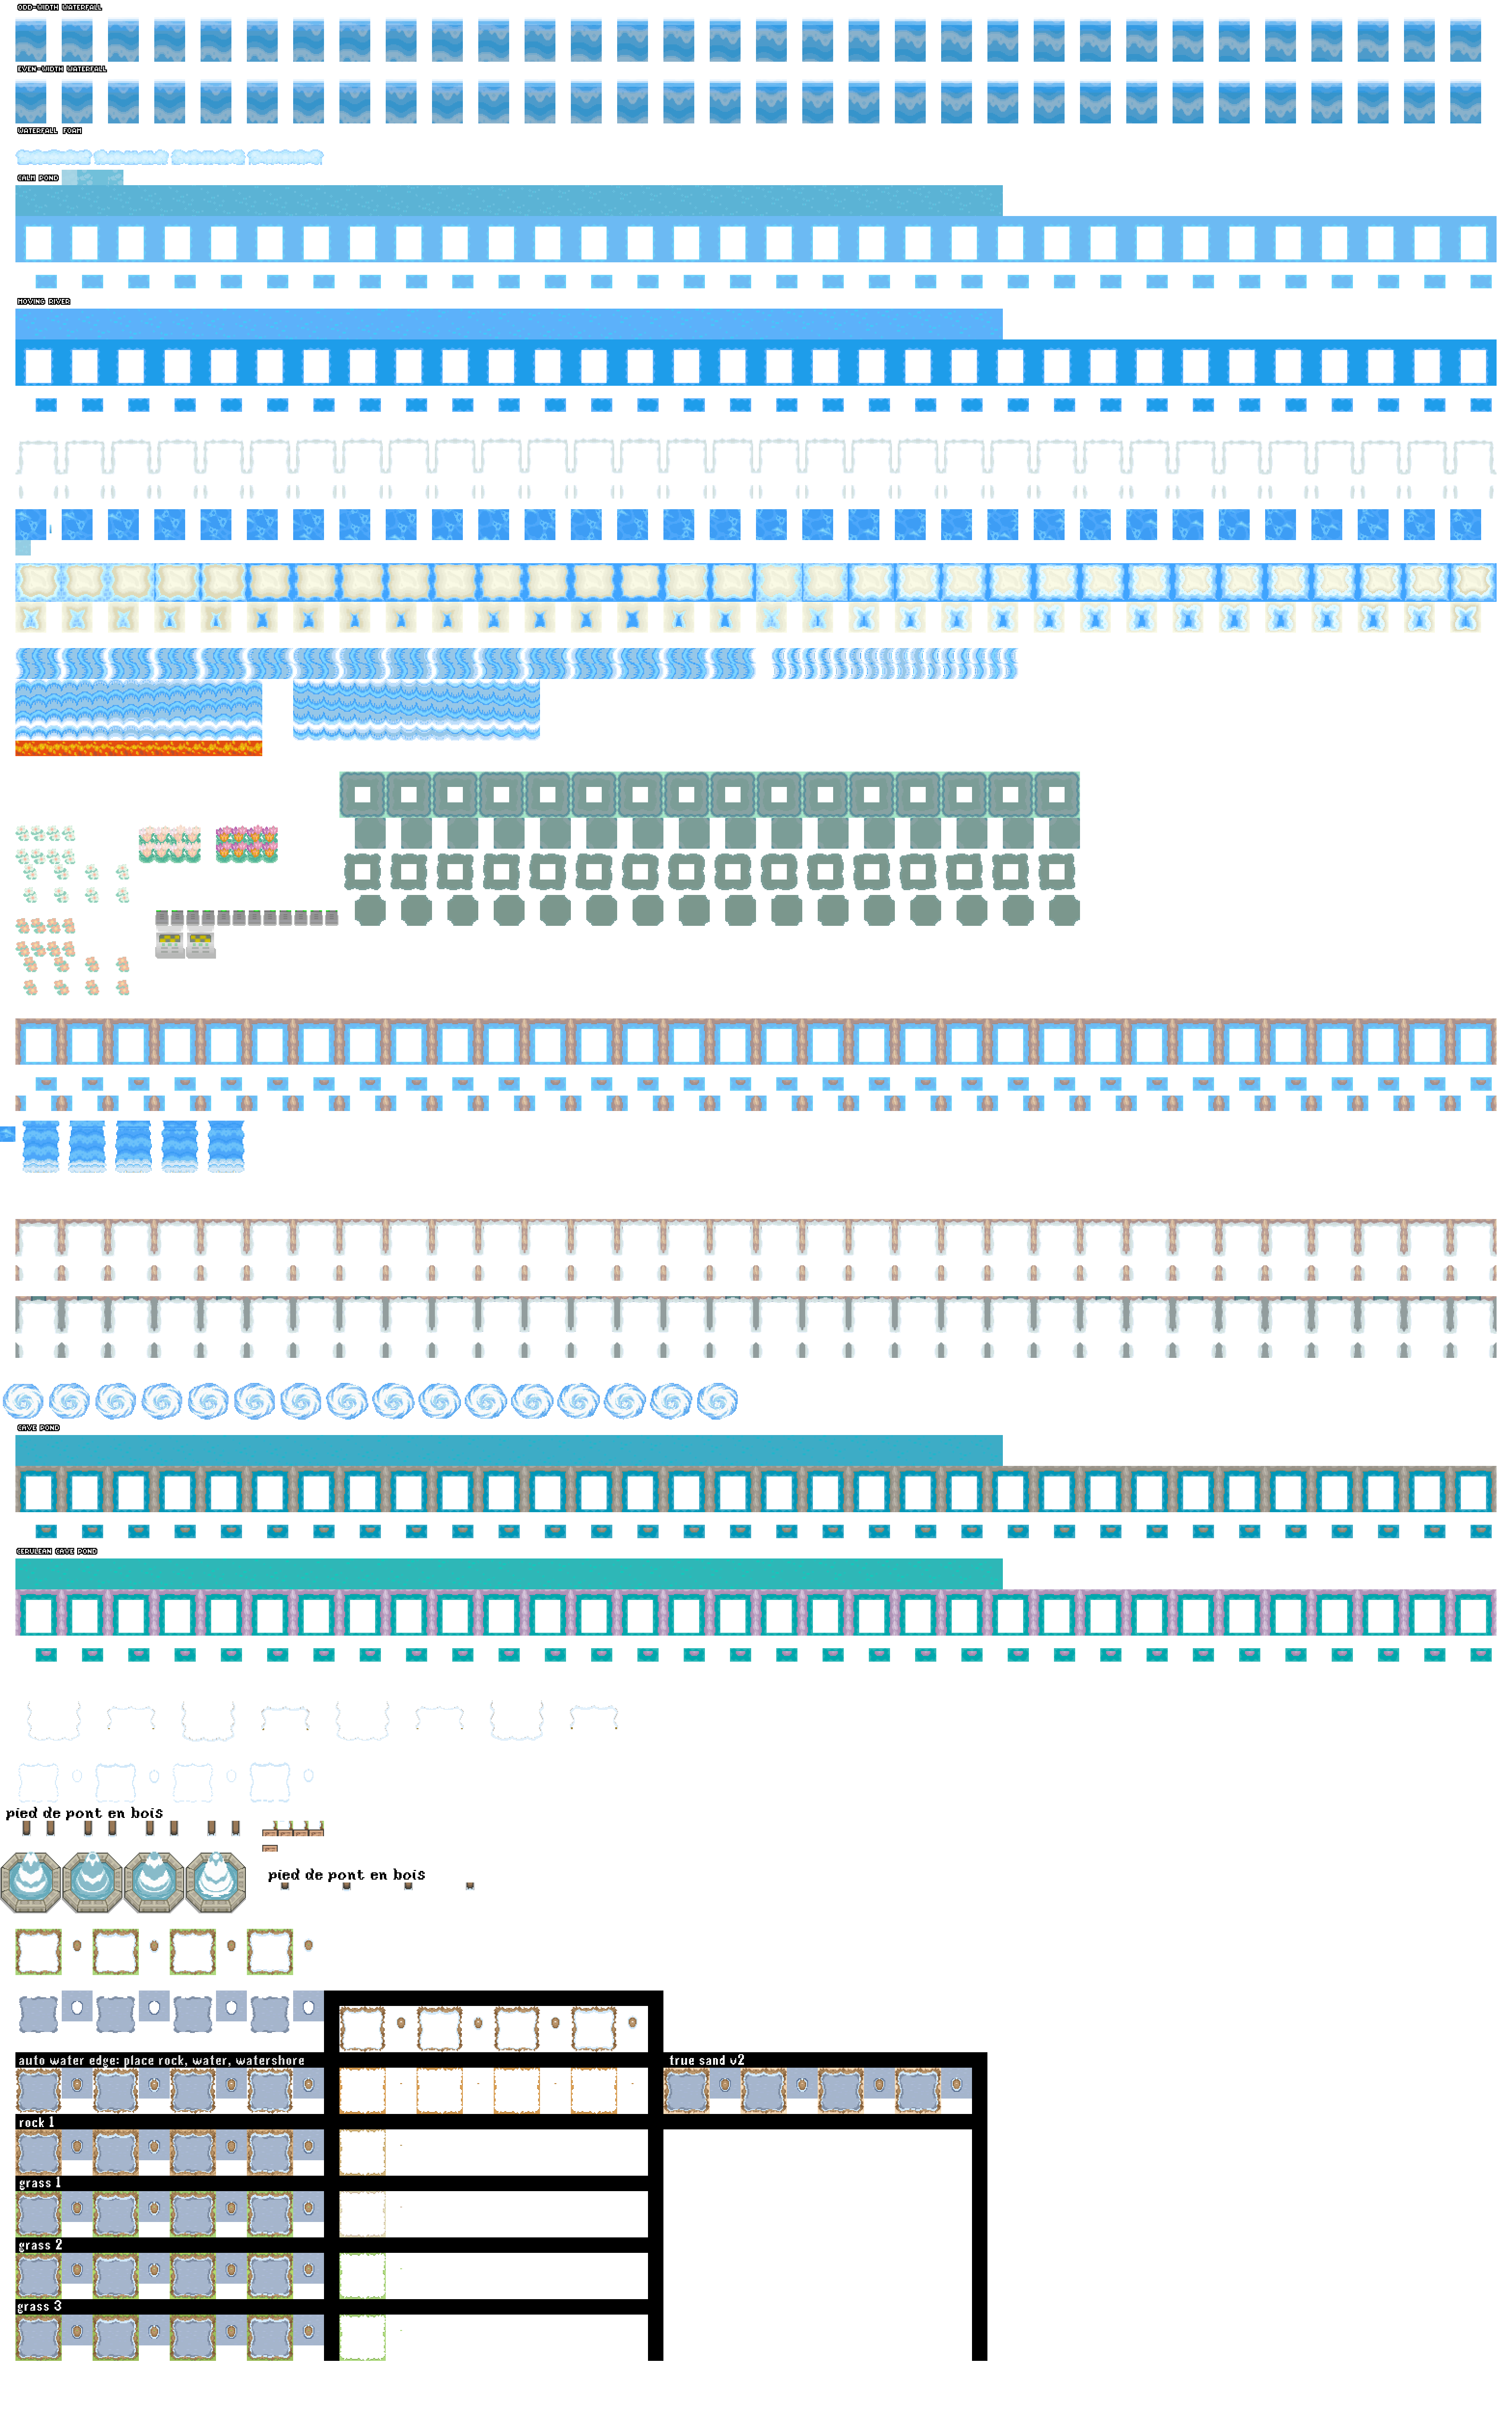 ODD-WIDTH WATERFALL
EVEN-WIDTH WATERFALL
WATERFALL FOAM
CALM POND
MOVING RIVER
CAVE POND
CERULEAN CAVE POND
pied de pont en bois
pied de pont en bois
auto water edge: place rock, water, watershore
true sand v2
rock 1
grass 1
grass 2
grass 3